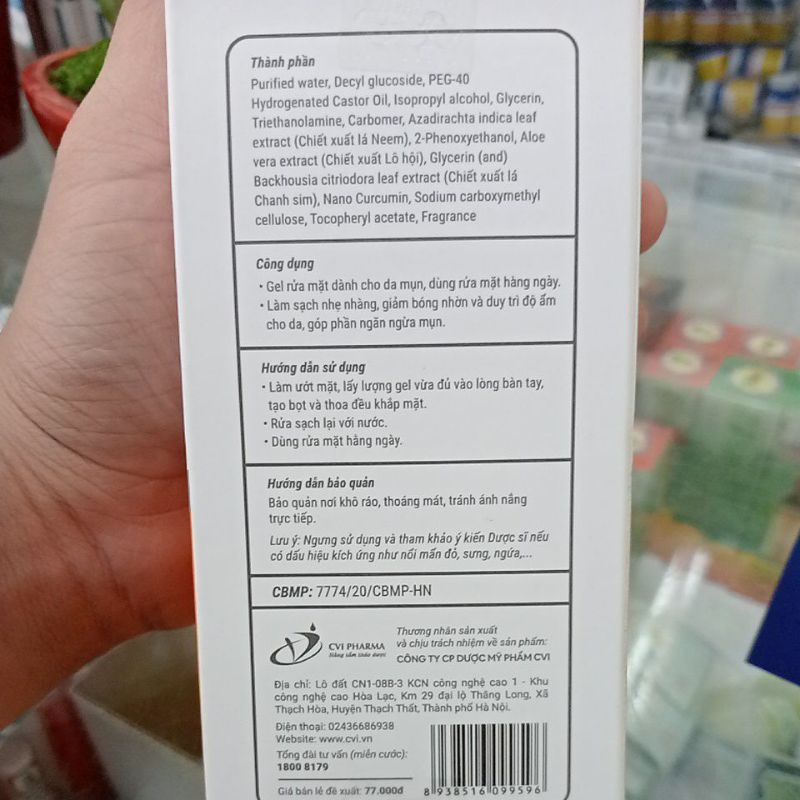 Thành phần
Purified water, Decyl glucoside, PEG-40
Hydrogenated Castor Oil, Isopropyl alcohol, Glycerin,
Triethanolamine, Carbomer, Azadirachta indica leaf
extract (Chiết xuất lá Neem), 2-Phenoxyethanol, Aloe
vera extract (Chiết xuất Lô hội), Glycerin (and)
Backhousia citriodora leaf extract (Chiết xuất lá
Chanh sim), Nano Curcumin, Sodium carboxymethyl
cellulose, Tocopheryl acetate, Fragrance
Công dụng
• Gel rửa mặt dành cho da mụn, dùng rửa mặt hàng ngày.
• Làm sạch nhẹ nhàng, giảm bóng nhờn và duy trì độ ẩm
cho da, góp phần ngăn ngừa mụn.
Hướng dẫn sử dụng
• Làm ướt mặt, lấy lượng gel vừa đủ vào lòng bàn tay,
tạo bọt và thoa đều khắp mặt.
• Rửa sạch lại với nước.
• Dùng rửa mặt hàng ngày.
Hướng dẫn bảo quản
Bảo quản nơi khô ráo, thoáng mát, tránh ánh nắng
trực tiếp.
Lưu ý: Ngưng sử dụng và tham khảo ý kiến Dược sĩ nếu
có dấu hiệu kích ứng như nổi mẩn đỏ, sưng, ngứa,...
CBMP: 7774/20/CBMP-HN
CVI PHARMA
Nâng tầm thảo dược
Thương nhân sản xuất
và chịu trách nhiệm về sản phẩm:
CÔNG TY CP DƯỢC MỸ PHẨM CVI
Địa chỉ: Lô đất CN1-08B-3 KCN công nghệ cao 1 - Khu
công nghệ cao Hòa Lạc, Km 29 đại lộ Thăng Long, Xã
Thạch Hòa, Huyện Thạch Thất, Thành phố Hà Nội.
Điện thoại: 02436686938
Website: www.cvi.vn
Tổng đài tư vấn (miễn cước):
1800 8179
Giá bán lẻ đề xuất: 77.000đ
8 938516 099596